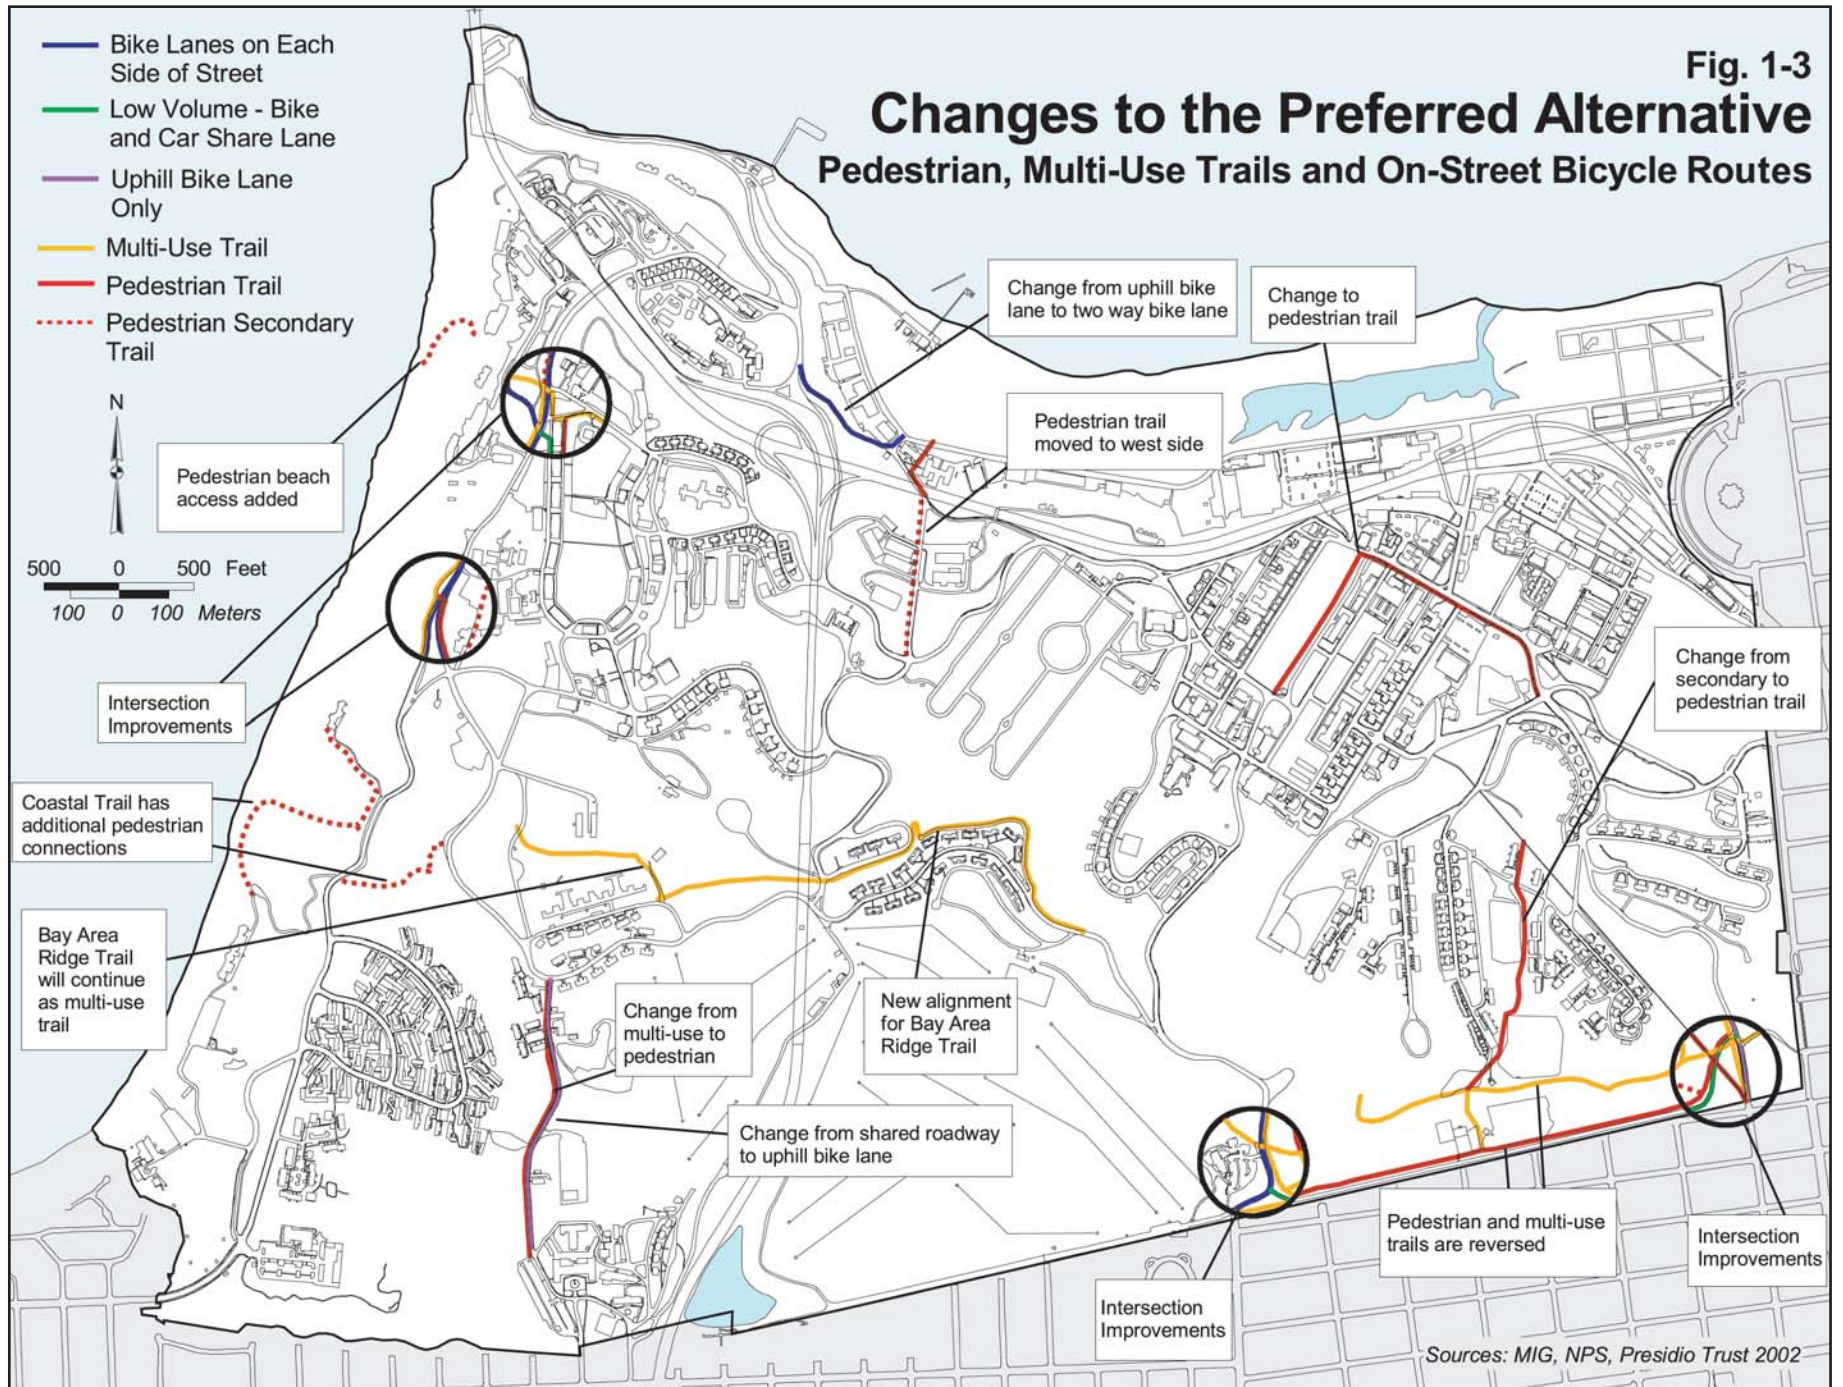 Fig. 1-3
Changes to the Preferred Alternative
Pedestrian, Multi-Use Trails and On-Street Bicycle Routes
Bike Lanes on Each
Side of Street
Low Volume - Bike
and Car Share Lane
Uphill Bike Lane
Only
Multi-Use Trail
Pedestrian Trail
Pedestrian Secondary
Trail
N
500 0 500 Feet
100 0 100 Meters
Change from uphill bike
lane to two way bike lane
Change to
pedestrian trail
Pedestrian trail
moved to west side
Pedestrian beach
access added
Intersection
Improvements
Change from
secondary to
pedestrian trail
Coastal Trail has
additional pedestrian
connections
Bay Area
Ridge Trail
will continue
as multi-use
trail
Change from
multi-use to
pedestrian
New alignment
for Bay Area
Ridge Trail
Change from shared roadway
to uphill bike lane
Pedestrian and multi-use
trails are reversed
Intersection
Improvements
Intersection
Improvements
Sources: MIG, NPS, Presidio Trust 2002